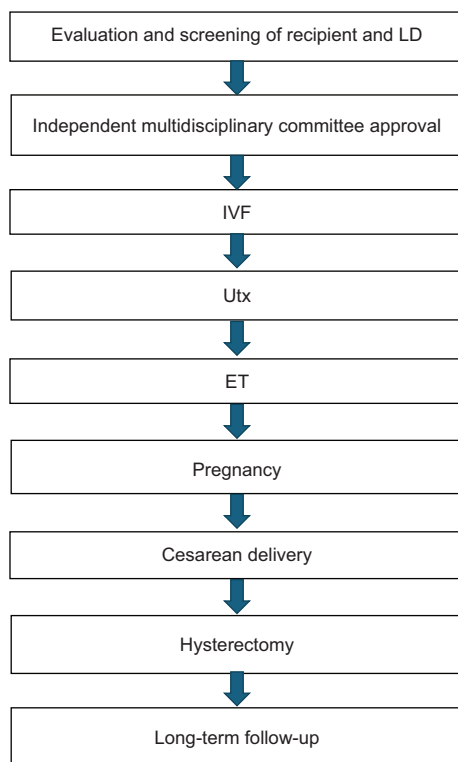 Evaluation and screening of recipient and LD
Independent multidisciplinary committee approval
IVF
Utx
ET
Pregnancy
Cesarean delivery
Hysterectomy
Long-term follow-up